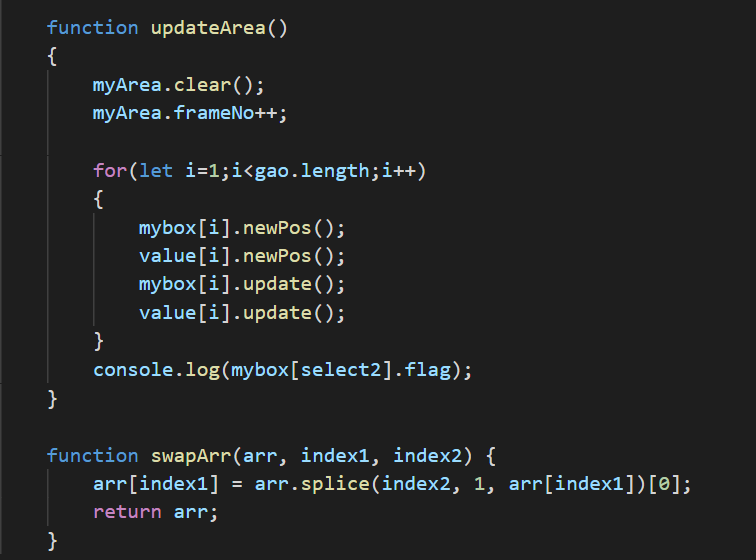 function updateArea()
{
    myArea.clear();
    myArea.frameNo++;

    for(let i=1;i<gao.length;i++)
    {
        mybox[i].newPos();
        value[i].newPos();
        mybox[i].update();
        value[i].update();
    }
    console.log(mybox[select2].flag);
}

function swapArr(arr, index1, index2) {
    arr[index1] = arr.splice(index2, 1, arr[index1])[0];
    return arr;
}